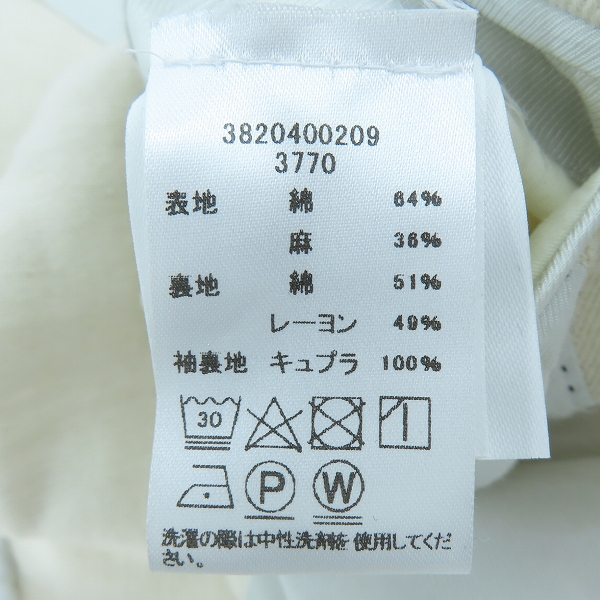 3820400209
3770
表地 綿 64%
麻 36%
裏地 綿 51%
レーヨン 49%
袖裏地 キュプラ 100%
30
P W
洗濯の際は中性洗剤を使用してくだ
さい。